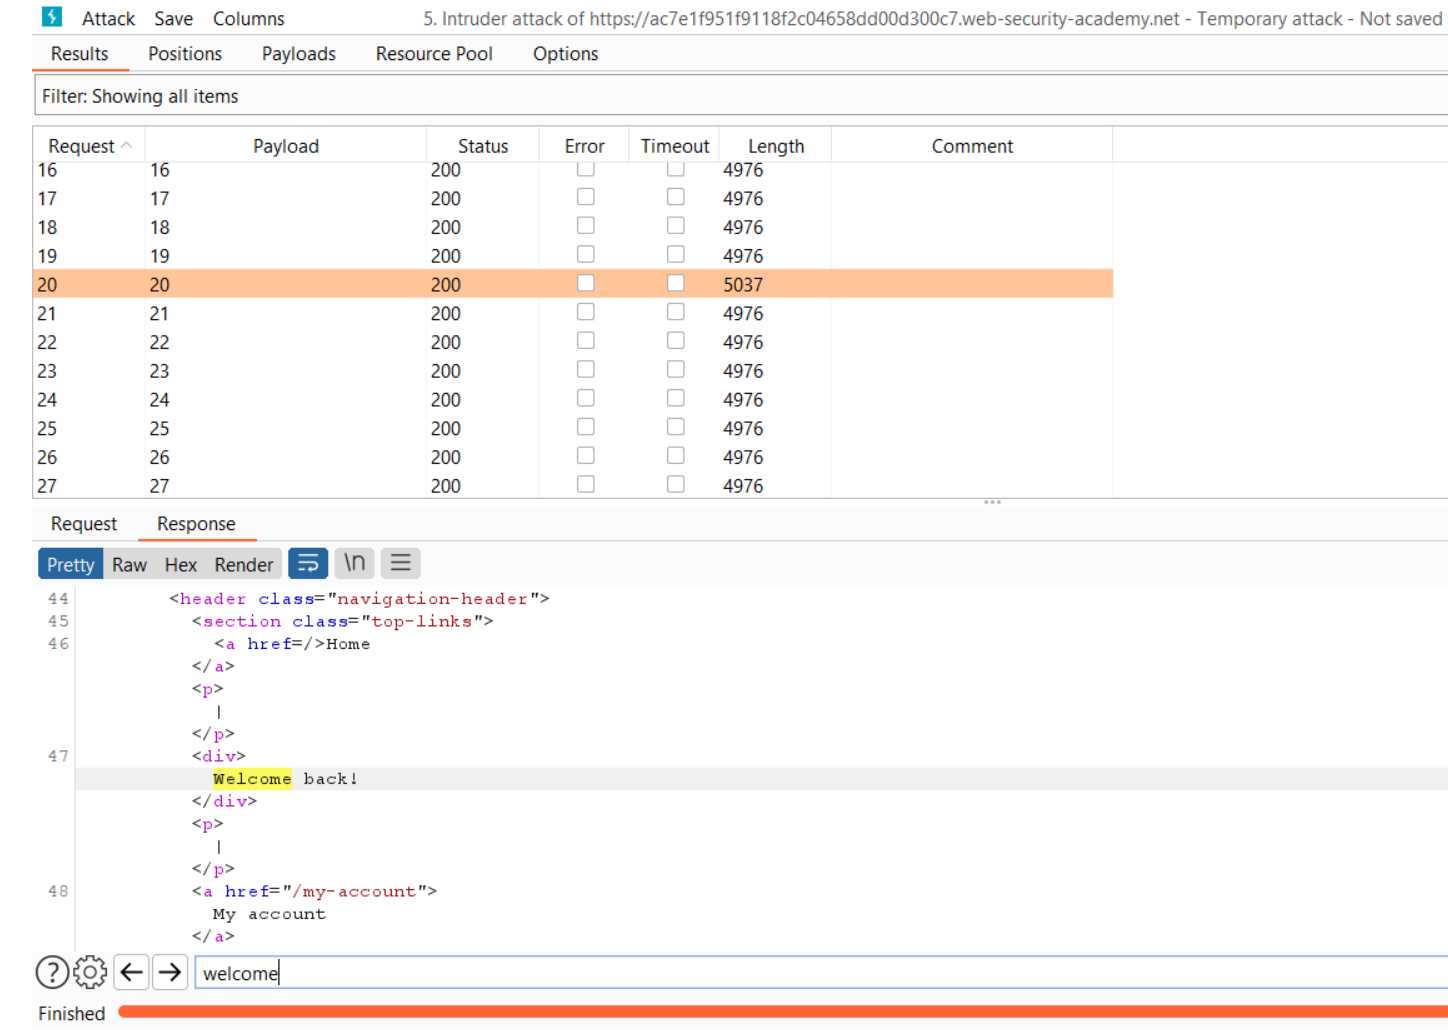 Attack Save Columns 5. Intruder attack of https://ac7e1f951f9118f2c04658dd00d300c7.web-security-academy.net - Temporary attack - Not saved
Results Positions Payloads Resource Pool Options
Filter: Showing all items
Request Payload Status Error Timeout Length Comment
16 16 200 4976
17 17 200 4976
18 18 200 4976
19 19 200 4976
20 20 200 5037
21 21 200 4976
22 22 200 4976
23 23 200 4976
24 24 200 4976
25 25 200 4976
26 26 200 4976
27 27 200 4976
Request Response
Pretty Raw Hex Render \n
44 <header class="navigation-header">
45 <section class="top-links">
46 <a href=/>Home
</a>
<p>
|
</p>
47 <div>
Welcome back!
</div>
<p>
|
</p>
48 <a href="/my-account">
My account
</a>
? welcome
Finished